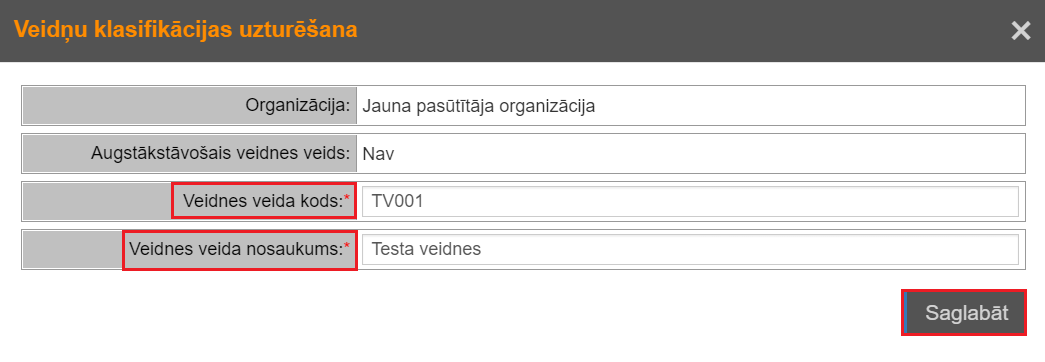 Veidņu klasifikācijas uzturēšana
Organizācija: Jauna pasūtītāja organizācija
Augstākstāvošais veidnes veids: Nav
Veidnes veida kods:* TV001
Veidnes veida nosaukums:* Testa veidnes
Saglabāt